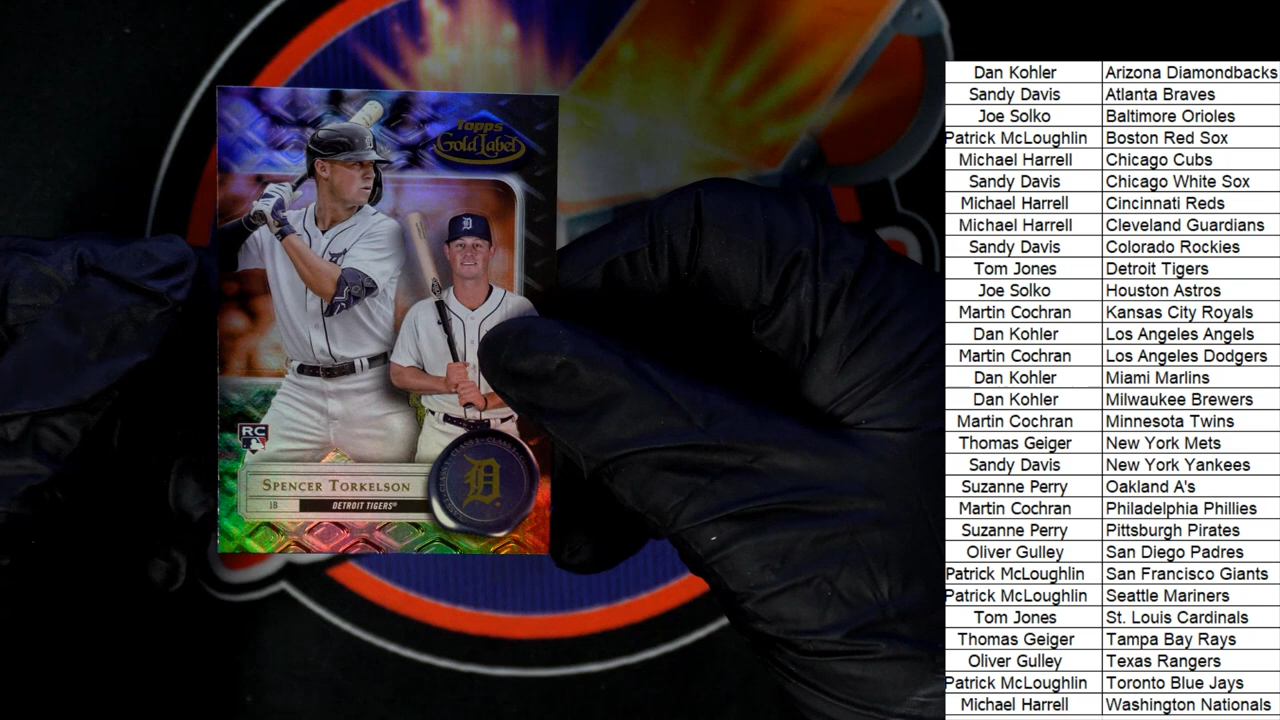 Topps
Gold Label
RC
CLASS 1
SPENCER TORKELSON
1B DETROIT TIGERS®
Dan Kohler Arizona Diamondbacks
Sandy Davis Atlanta Braves
Joe Solko Baltimore Orioles
Patrick McLoughlin Boston Red Sox
Michael Harrell Chicago Cubs
Sandy Davis Chicago White Sox
Michael Harrell Cincinnati Reds
Michael Harrell Cleveland Guardians
Sandy Davis Colorado Rockies
Tom Jones Detroit Tigers
Joe Solko Houston Astros
Martin Cochran Kansas City Royals
Dan Kohler Los Angeles Angels
Martin Cochran Los Angeles Dodgers
Dan Kohler Miami Marlins
Dan Kohler Milwaukee Brewers
Martin Cochran Minnesota Twins
Thomas Geiger New York Mets
Sandy Davis New York Yankees
Suzanne Perry Oakland A's
Martin Cochran Philadelphia Phillies
Suzanne Perry Pittsburgh Pirates
Oliver Gulley San Diego Padres
Patrick McLoughlin San Francisco Giants
Patrick McLoughlin Seattle Mariners
Tom Jones St. Louis Cardinals
Thomas Geiger Tampa Bay Rays
Oliver Gulley Texas Rangers
Patrick McLoughlin Toronto Blue Jays
Michael Harrell Washington Nationals